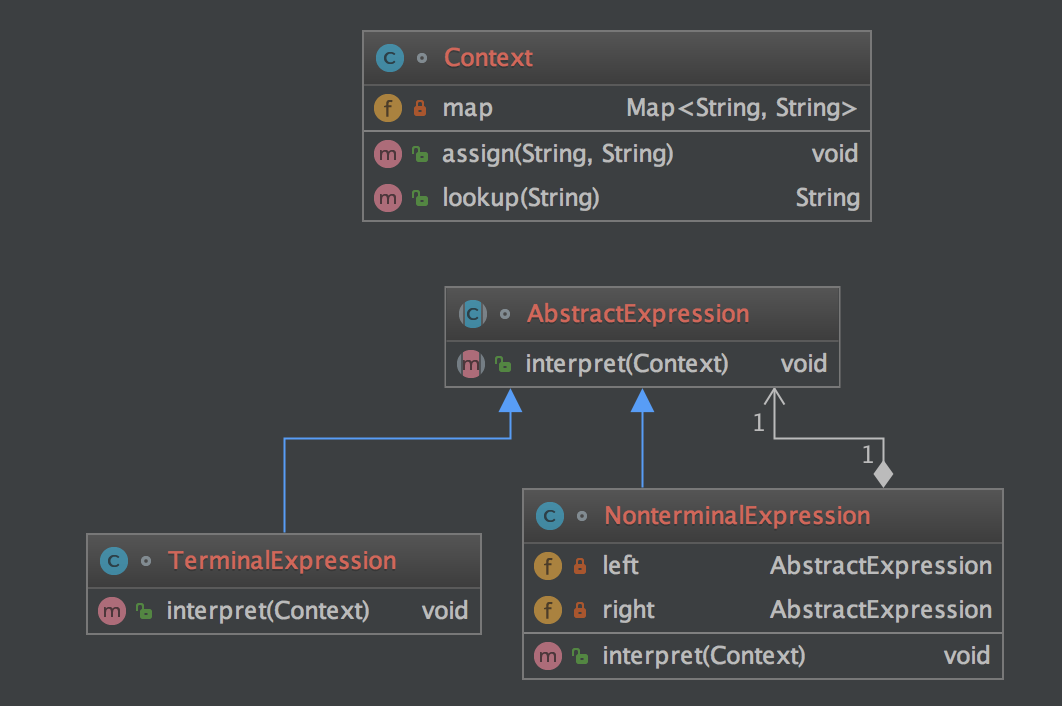 C Context
f map Map<String, String>
m assign(String, String) void
m lookup(String) String
C AbstractExpression
m interpret(Context) void
1
1
C TerminalExpression
m interpret(Context) void
C NonterminalExpression
f left AbstractExpression
f right AbstractExpression
m interpret(Context) void